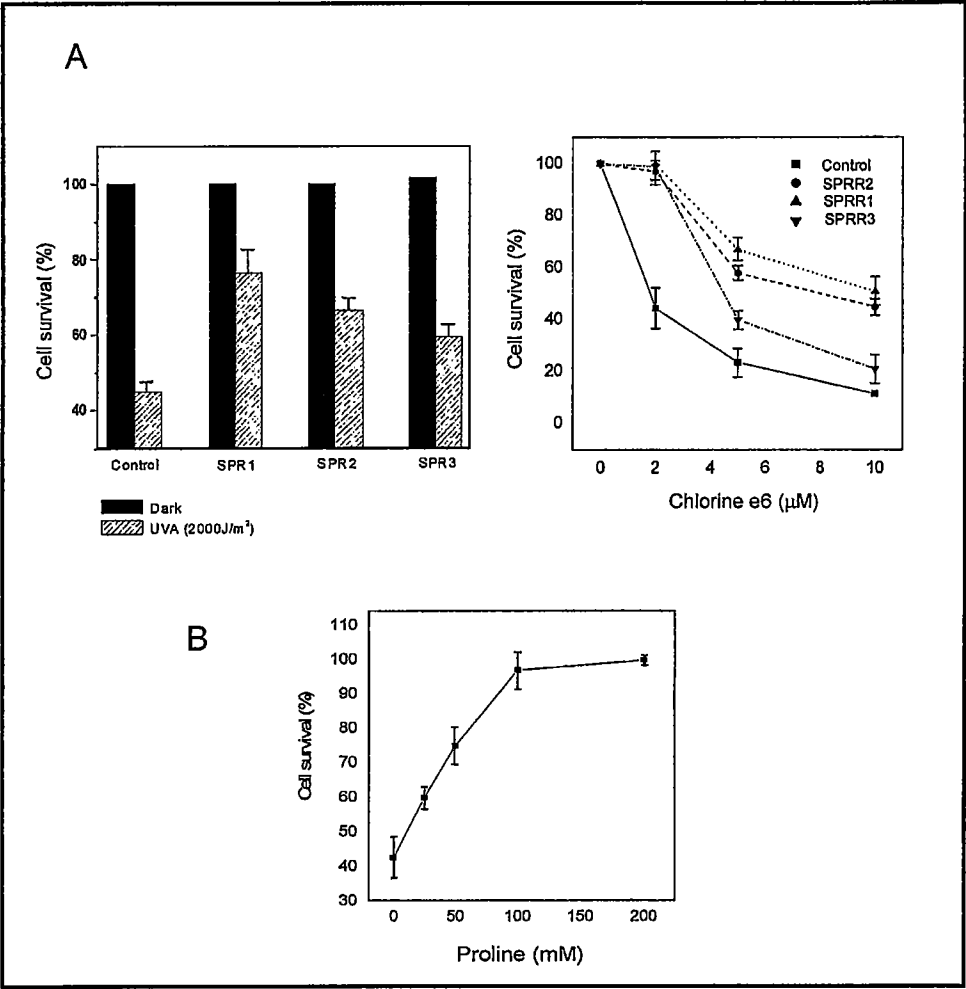 A
Cell survival (%)
100
80
60
40
Control SPR1 SPR2 SPR3
Dark
UVA (2000J/m²)
Cell survival (%)
100
80
60
40
20
0
Control
SPRR2
SPRR1
SPRR3
0 2 4 6 8 10
Chlorine e6 (µM)
B
Cell survival (%)
110
100
90
80
70
60
50
40
30
0 50 100 150 200
Proline (mM)